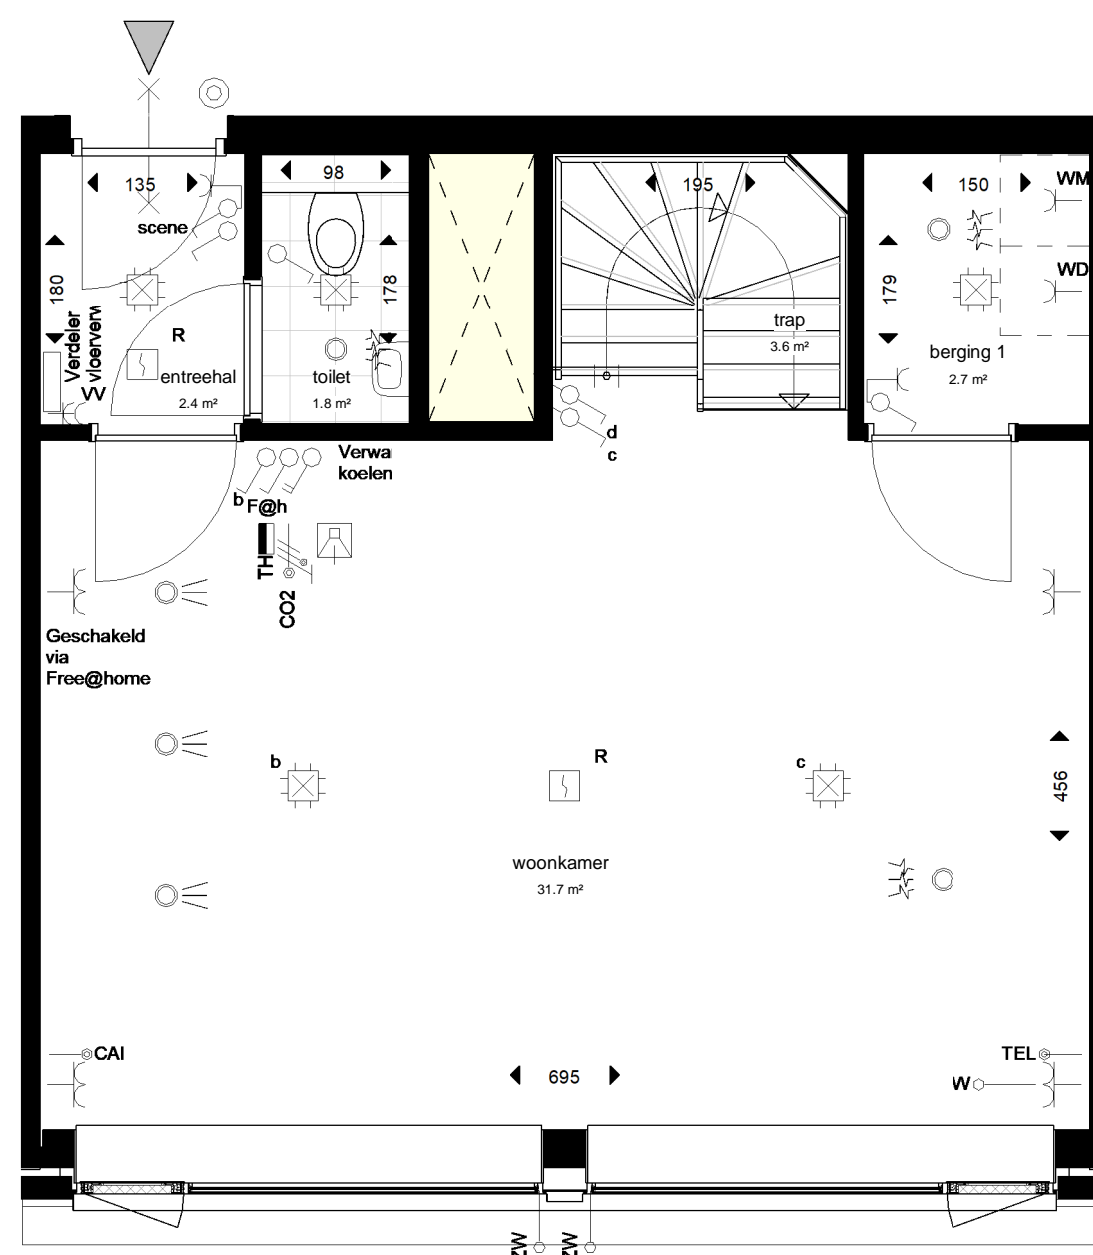 135
98
195
150
WM
scene
180
178
179
WD
Verdeler
vloerverw
R
entreehal
2.4 m²
toilet
1.8 m²
trap
3.6 m²
berging 1
2.7 m²
d
c
Verwa
koelen
b
F@h
TH
CO2
Geschakeld
via
Free@home
b
R
c
456
woonkamer
31.7 m²
CAI
TEL
695
W
ZW
ZW